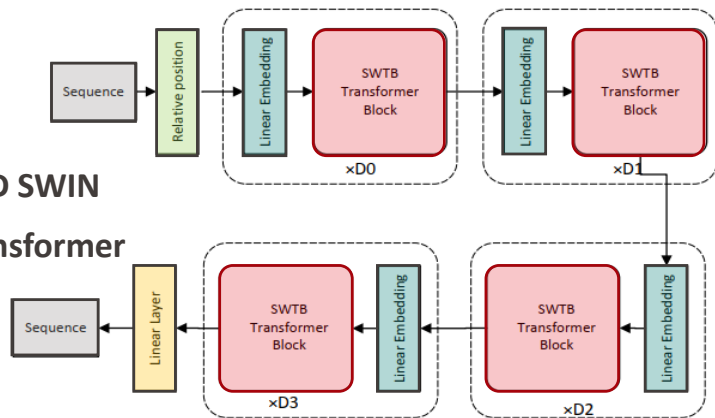 Sequence
Relative position
Linear Embedding
SWTB
Transformer
Block
×D0
Linear Embedding
SWTB
Transformer
Block
×D1
D SWIN
nsformer
Linear Embedding
SWTB
Transformer
Block
×D2
Linear Embedding
SWTB
Transformer
Block
×D3
Linear Layer
Sequence